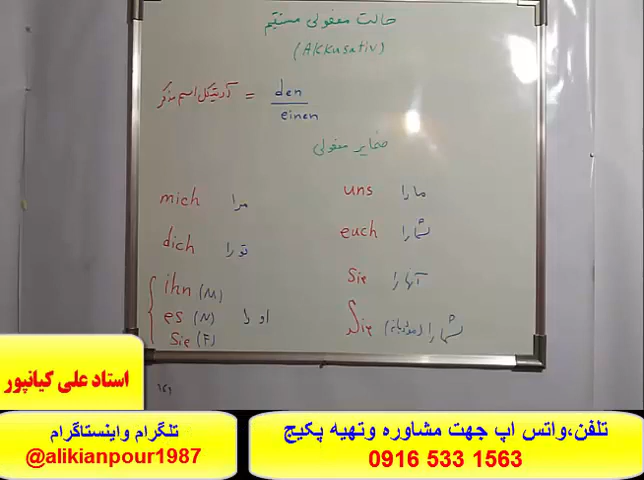 حالت مفعولی مستقیم
(Akkusativ)
آرتیکل اسم مذکر = den
einen
ضمایر مفعولی
mich مرا
uns ما را
dich تو را
euch شما را
ihn (M)
es (N) او را
Sie (F)
Sie آنها را
Sie شما را
استاد علی کیانپور
تلگرام واینستاگرام
@alikianpour1987
تلفن،واتس اپ جهت مشاوره وتهیه پکیج
0916 533 1563